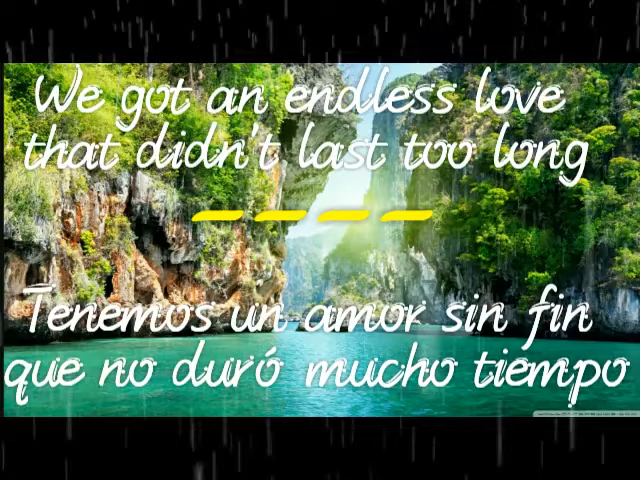 We got an endless love
that didn't last too long
Tenemos un amor sin fin
que no duró mucho tiempo